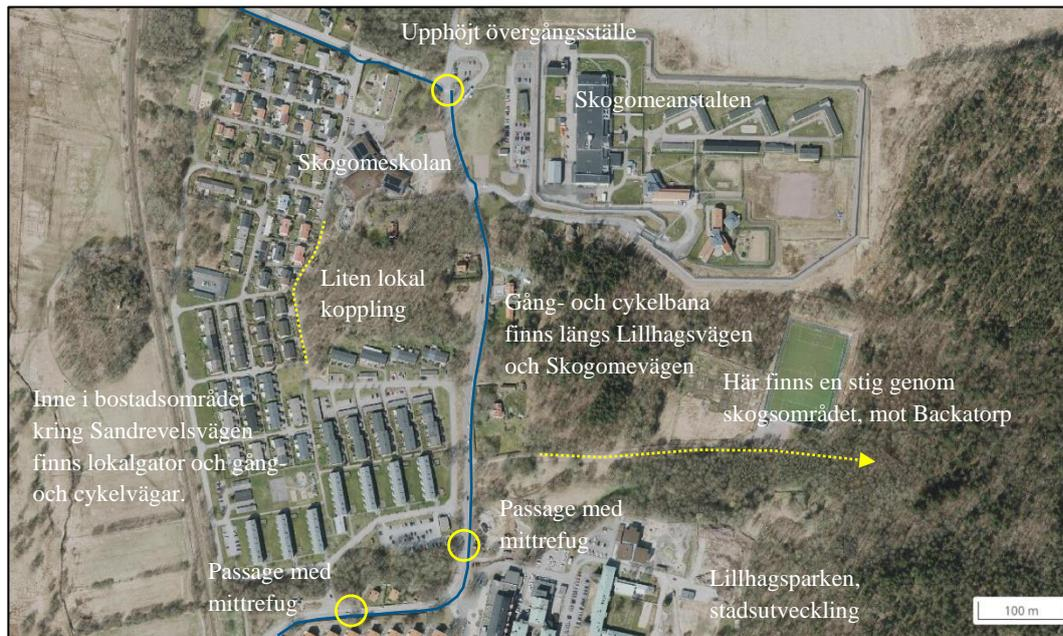 Upphöjt övergångsställe
Skogomeanstalten
Skogomeskolan
Liten lokal
koppling
Gång- och cykelbana
finns längs Lillhagsvägen
och Skogomevägen
Här finns en stig genom
skogsområdet, mot Backatorp
Inne i bostadsområdet
kring Sandrevelsvägen
finns lokalgator och gång-
och cykelvägar.
Passage med
mittrefug
Passage med
mittrefug
Lillhagsparken,
stadsutveckling
100 m